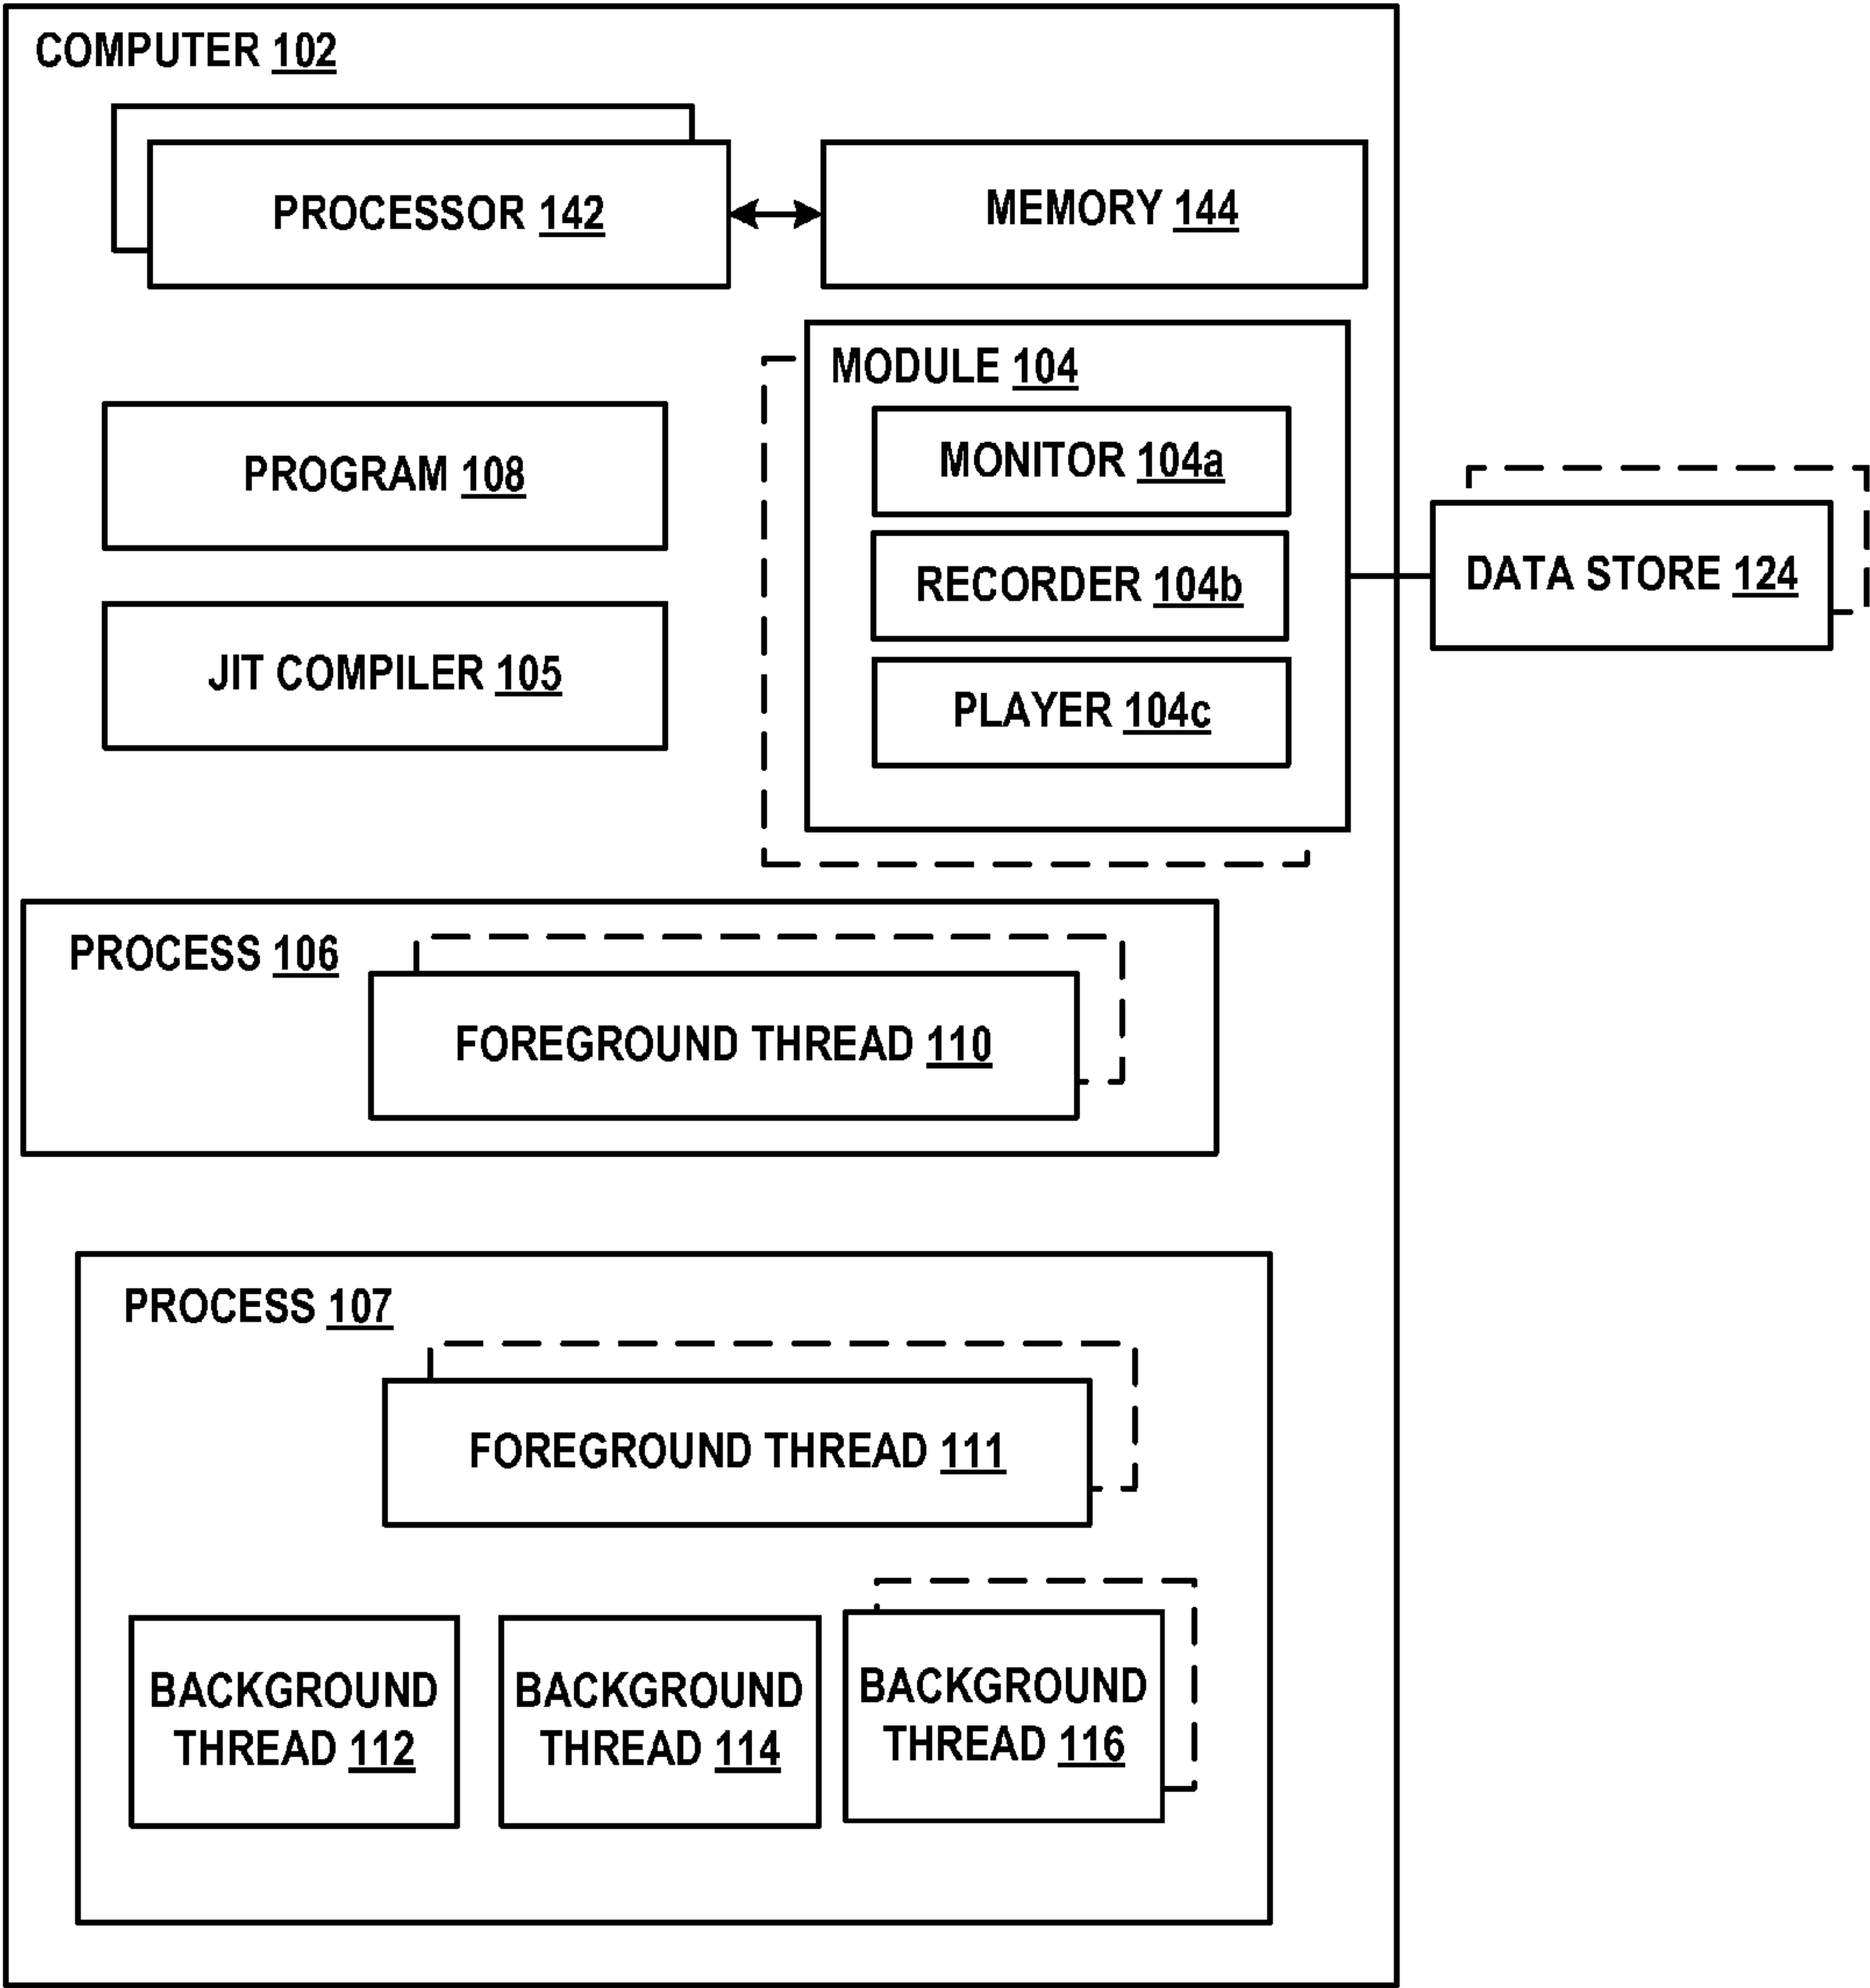 COMPUTER 102
PROCESSOR 142
MEMORY 144
MODULE 104
MONITOR 104a
RECORDER 104b
PLAYER 104c
PROGRAM 108
JIT COMPILER 105
DATA STORE 124
PROCESS 106
FOREGROUND THREAD 110
PROCESS 107
FOREGROUND THREAD 111
BACKGROUND
THREAD 112
BACKGROUND
THREAD 114
BACKGROUND
THREAD 116